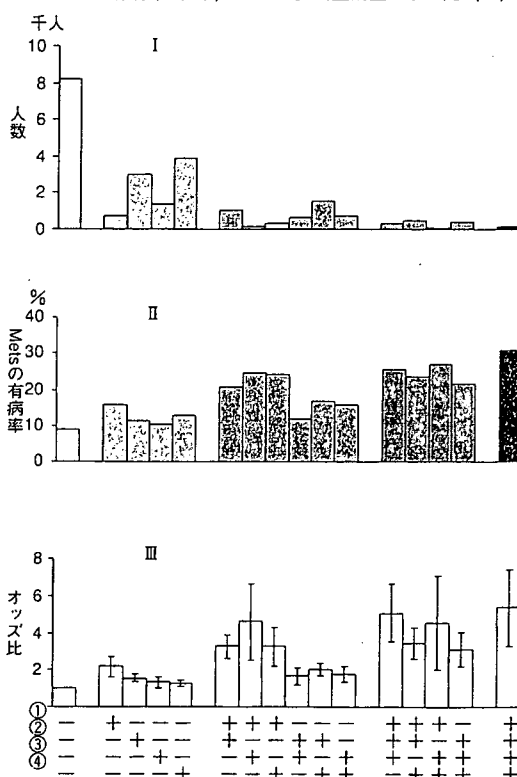 千人
I
10
8
6
4
2
0
人数
%
II
40
30
20
10
0
Metsの有病率
III
8
6
4
2
オッズ比
①
② − + − − − + + + − − − + + + − +
③ − − + − − + − − + + − + + − + +
④ − − − + − − + − + − + + − + + +